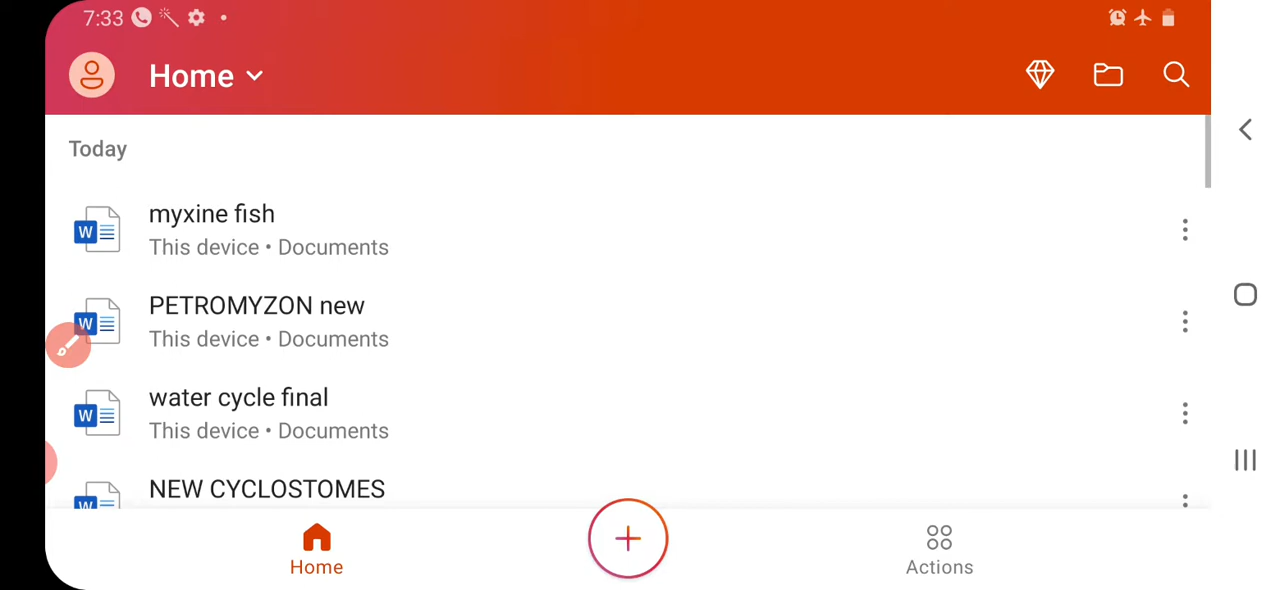 7:33
Home
Today
myxine fish
This device • Documents
W
PETROMYZON new
This device • Documents
W
water cycle final
This device • Documents
W
NEW CYCLOSTOMES
W
Home
Actions